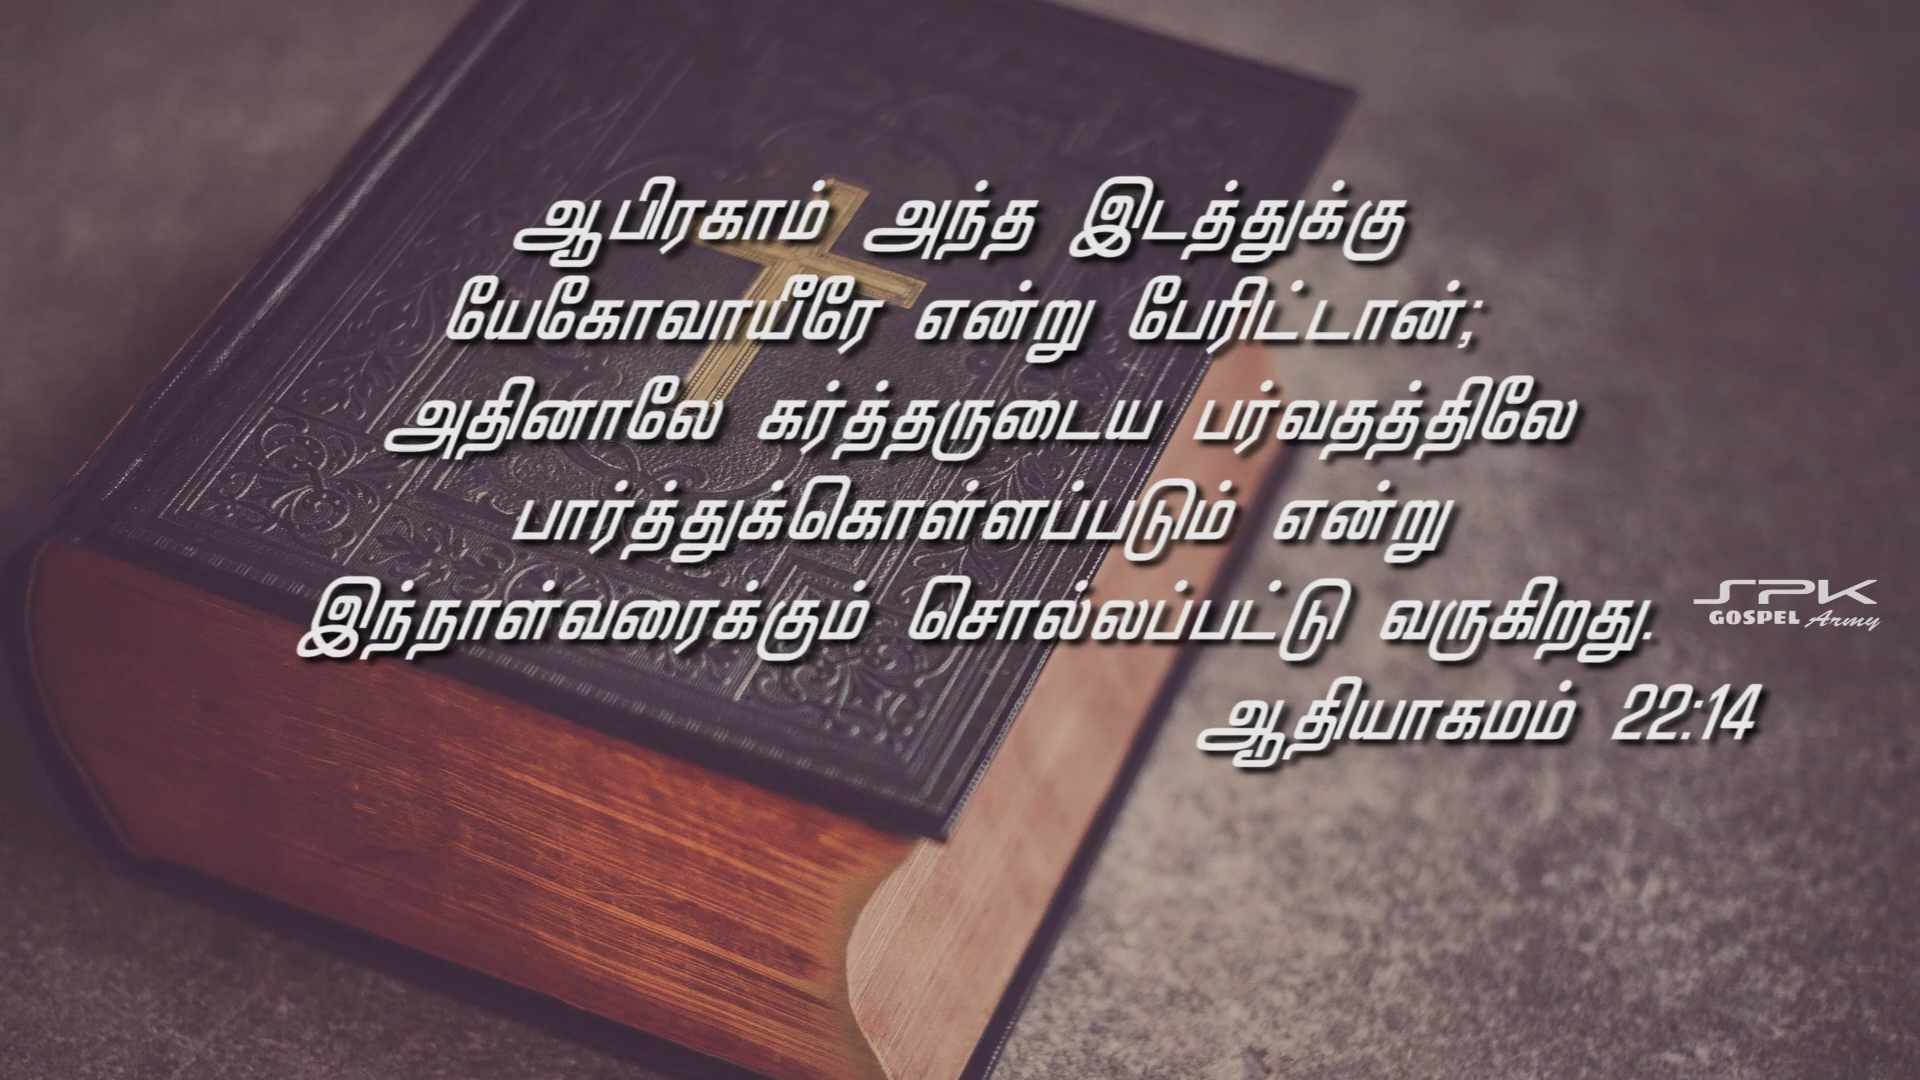 ஆபிரகாம் அந்த இடத்துக்கு
யேகோவாயீரே என்று பேரிட்டான்;
அதினாலே கர்த்தருடைய பர்வதத்திலே
பார்த்துக்கொள்ளப்படும் என்று
இந்நாள்வரைக்கும் சொல்லப்பட்டு வருகிறது.
ஆதியாகமம் 22:14
SPK
GOSPEL Army